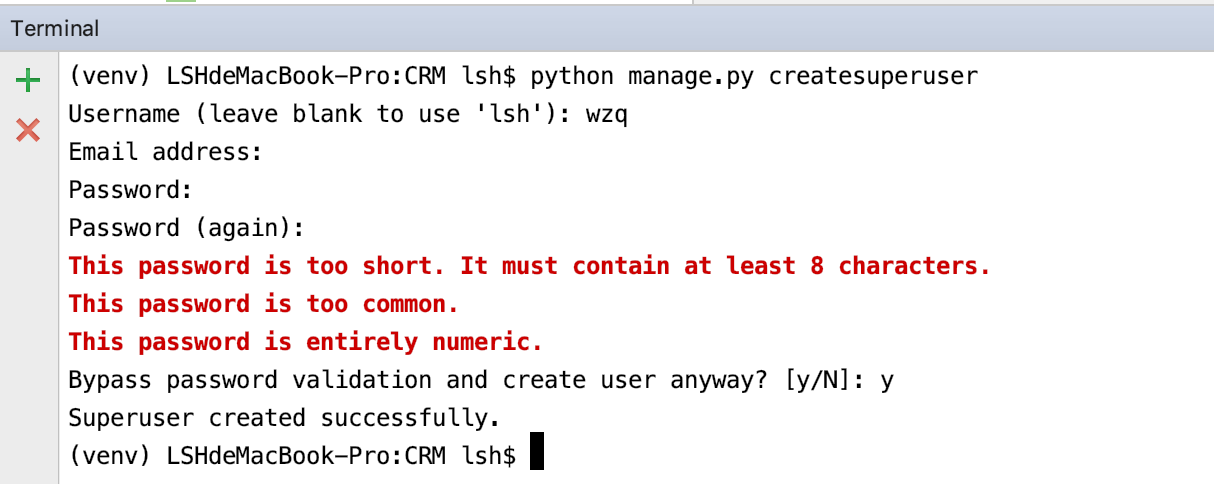 Terminal
(venv) LSHdeMacBook-Pro:CRM lsh$ python manage.py createsuperuser
Username (leave blank to use 'lsh'): wzq
Email address:
Password:
Password (again):
This password is too short. It must contain at least 8 characters.
This password is too common.
This password is entirely numeric.
Bypass password validation and create user anyway? [y/N]: y
Superuser created successfully.
(venv) LSHdeMacBook-Pro:CRM lsh$